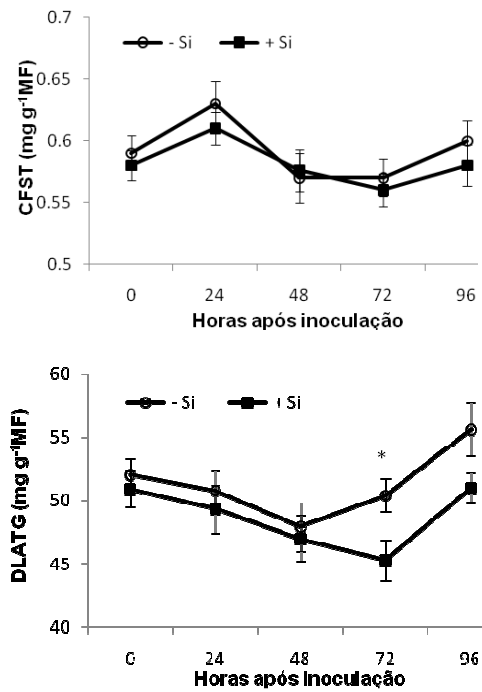 0.7
- Si + Si
0.65
0.6
0.55
0.5
CFST (mg g-1MF)
0 24 48 72 96
Horas após inoculação
60
- Si + Si
55
*
50
45
40
DLATG (mg g-1MF)
0 24 48 72 96
Horas após inoculação